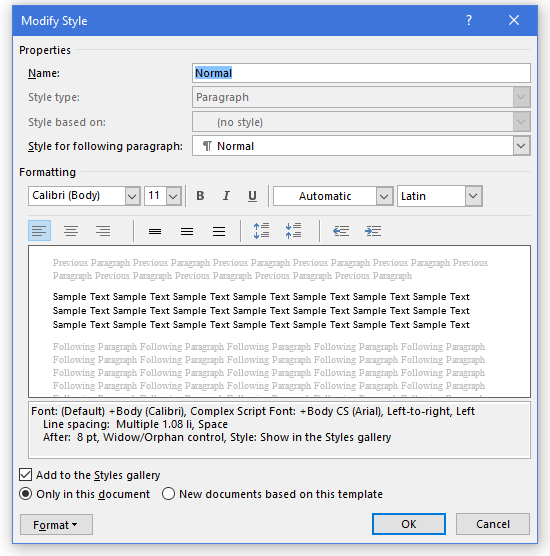 Modify Style ?
Properties
Name: Normal
Style type: Paragraph
Style based on: (no style)
Style for following paragraph: ¶ Normal
Formatting
Calibri (Body) 11 B I U Automatic Latin
Previous Paragraph Previous Paragraph Previous Paragraph Previous Paragraph Previous
Paragraph Previous Paragraph Previous Paragraph Previous Paragraph Previous Paragraph
Sample Text Sample Text Sample Text Sample Text Sample Text Sample Text Sample Text
Sample Text Sample Text Sample Text Sample Text Sample Text Sample Text Sample Text
Sample Text Sample Text Sample Text Sample Text Sample Text Sample Text Sample Text
Following Paragraph Following Paragraph Following Paragraph Following Paragraph Following Paragraph
Following Paragraph Following Paragraph Following Paragraph Following Paragraph Following Paragraph
Following Paragraph Following Paragraph Following Paragraph Following Paragraph Following Paragraph
Following Paragraph Following Paragraph Following Paragraph Following Paragraph Following Paragraph
Font: (Default) +Body (Calibri), Complex Script Font: +Body CS (Arial), Left-to-right, Left
Line spacing: Multiple 1.08 li, Space
After: 8 pt, Widow/Orphan control, Style: Show in the Styles gallery
Add to the Styles gallery
Only in this document New documents based on this template
Format OK Cancel